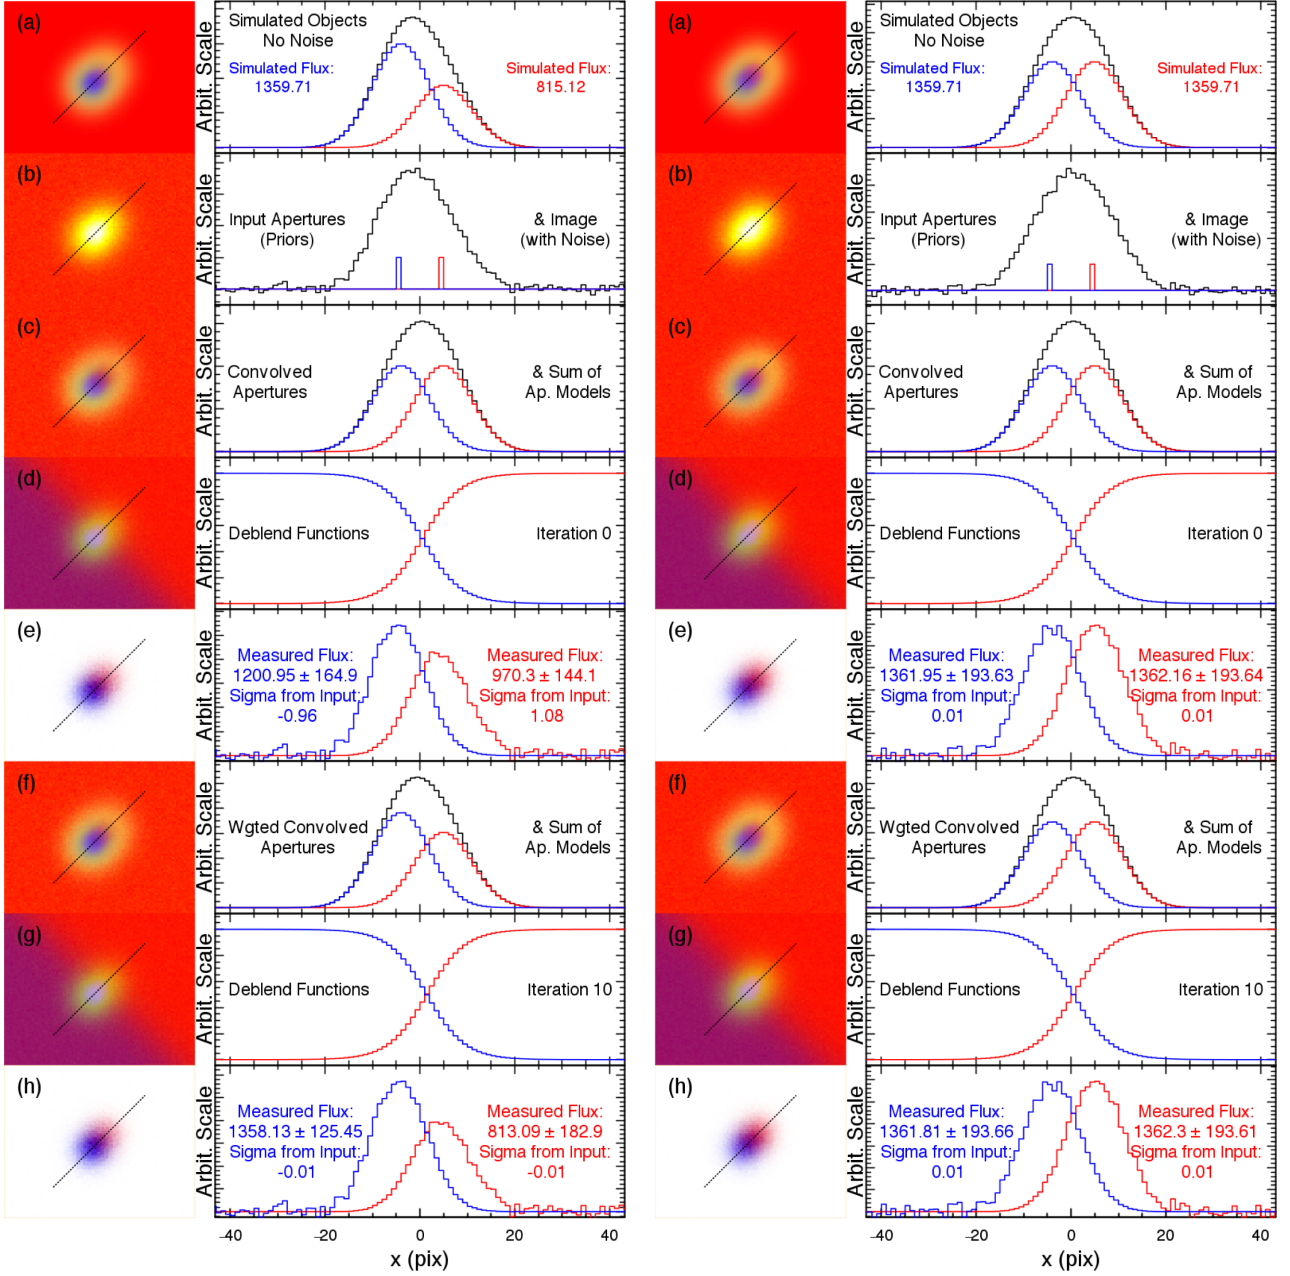 (a)
Arbit. Scale
Simulated Objects
No Noise
Simulated Flux:
1359.71
Simulated Flux:
815.12
(b)
Arbit. Scale
Input Apertures
(Priors)
& Image
(with Noise)
(c)
Arbit. Scale
Convolved
Apertures
& Sum of
Ap. Models
(d)
Arbit. Scale
Deblend Functions
Iteration 0
(e)
Arbit. Scale
Measured Flux:
1200.95 ± 164.9
Sigma from Input:
-0.96
Measured Flux:
970.3 ± 144.1
Sigma from Input:
1.08
(f)
Arbit. Scale
Wgted Convolved
Apertures
& Sum of
Ap. Models
(g)
Arbit. Scale
Deblend Functions
Iteration 10
(h)
Arbit. Scale
Measured Flux:
1358.13 ± 125.45
Sigma from Input:
-0.01
Measured Flux:
813.09 ± 182.9
Sigma from Input:
-0.01
-40 -20 0 20 40
x (pix)
(a)
Arbit. Scale
Simulated Objects
No Noise
Simulated Flux:
1359.71
Simulated Flux:
1359.71
(b)
Arbit. Scale
Input Apertures
(Priors)
& Image
(with Noise)
(c)
Arbit. Scale
Convolved
Apertures
& Sum of
Ap. Models
(d)
Arbit. Scale
Deblend Functions
Iteration 0
(e)
Arbit. Scale
Measured Flux:
1361.95 ± 193.63
Sigma from Input:
0.01
Measured Flux:
1362.16 ± 193.64
Sigma from Input:
0.01
(f)
Arbit. Scale
Wgted Convolved
Apertures
& Sum of
Ap. Models
(g)
Arbit. Scale
Deblend Functions
Iteration 10
(h)
Arbit. Scale
Measured Flux:
1361.81 ± 193.66
Sigma from Input:
0.01
Measured Flux:
1362.3 ± 193.61
Sigma from Input:
0.01
-40 -20 0 20 40
x (pix)